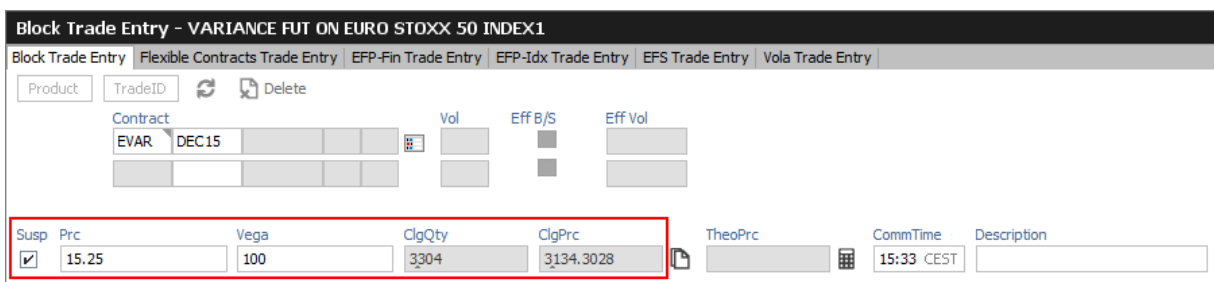 Block Trade Entry - VARIANCE FUT ON EURO STOXX 50 INDEX1
Block Trade Entry Flexible Contracts Trade Entry EFP-Fin Trade Entry EFP-Idx Trade Entry EFS Trade Entry Vola Trade Entry
Product TradeID Delete
Contract Vol Eff B/S Eff Vol
EVAR DEC15
Susp Prc Vega ClgQty ClgPrc TheoPrc CommTime Description
15.25 100 3304 3134.3028 15:33 CEST